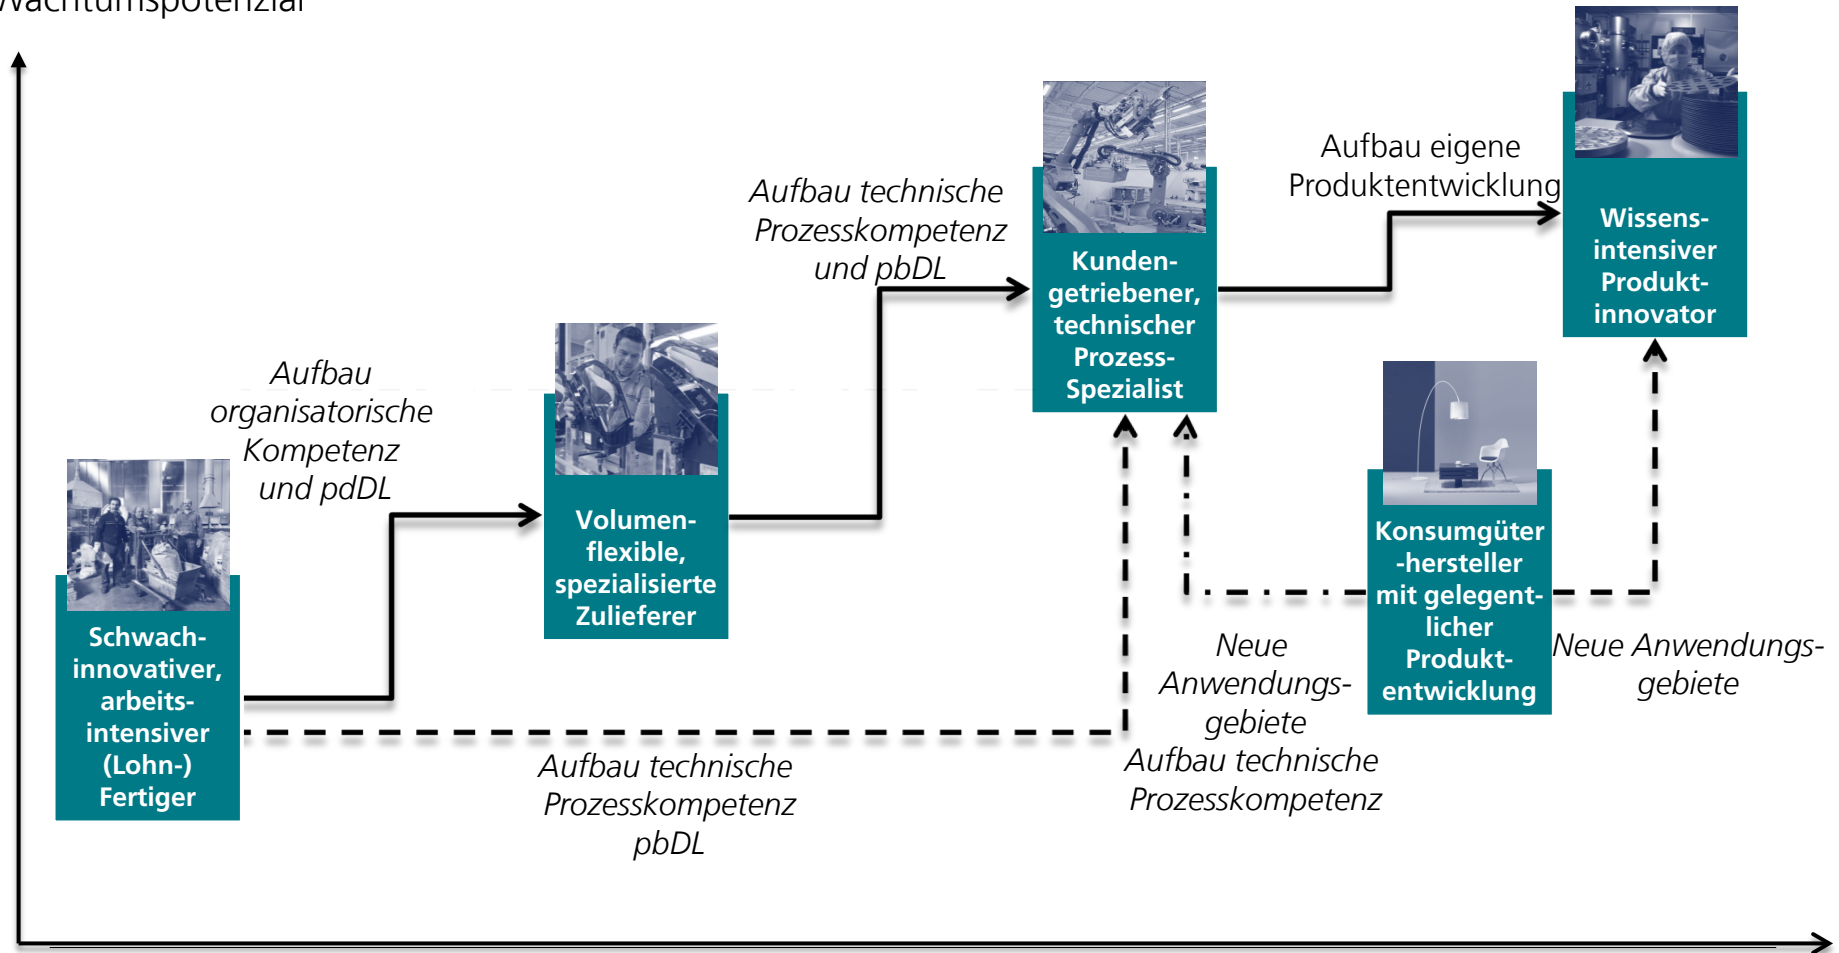 Wachtumspotenzial
Aufbau eigene
Produktentwicklung
Wissens-
intensiver
Produkt-
innovator
Aufbau technische
Prozesskompetenz
und pbDL
Kunden-
getriebener,
technischer
Prozess-
Spezialist
Aufbau
organisatorische
Kompetenz
und pdDL
Volumen-
flexible,
spezialisierte
Zulieferer
Konsumgüter
-hersteller
mit gelegent-
licher
Produkt-
entwicklung
Schwach-
innovativer,
arbeits-
intensiver
(Lohn-)
Fertiger
Neue
Anwendungs-
gebiete
Aufbau technische
Prozesskompetenz
Neue Anwendungs-
gebiete
Aufbau technische
Prozesskompetenz
pbDL